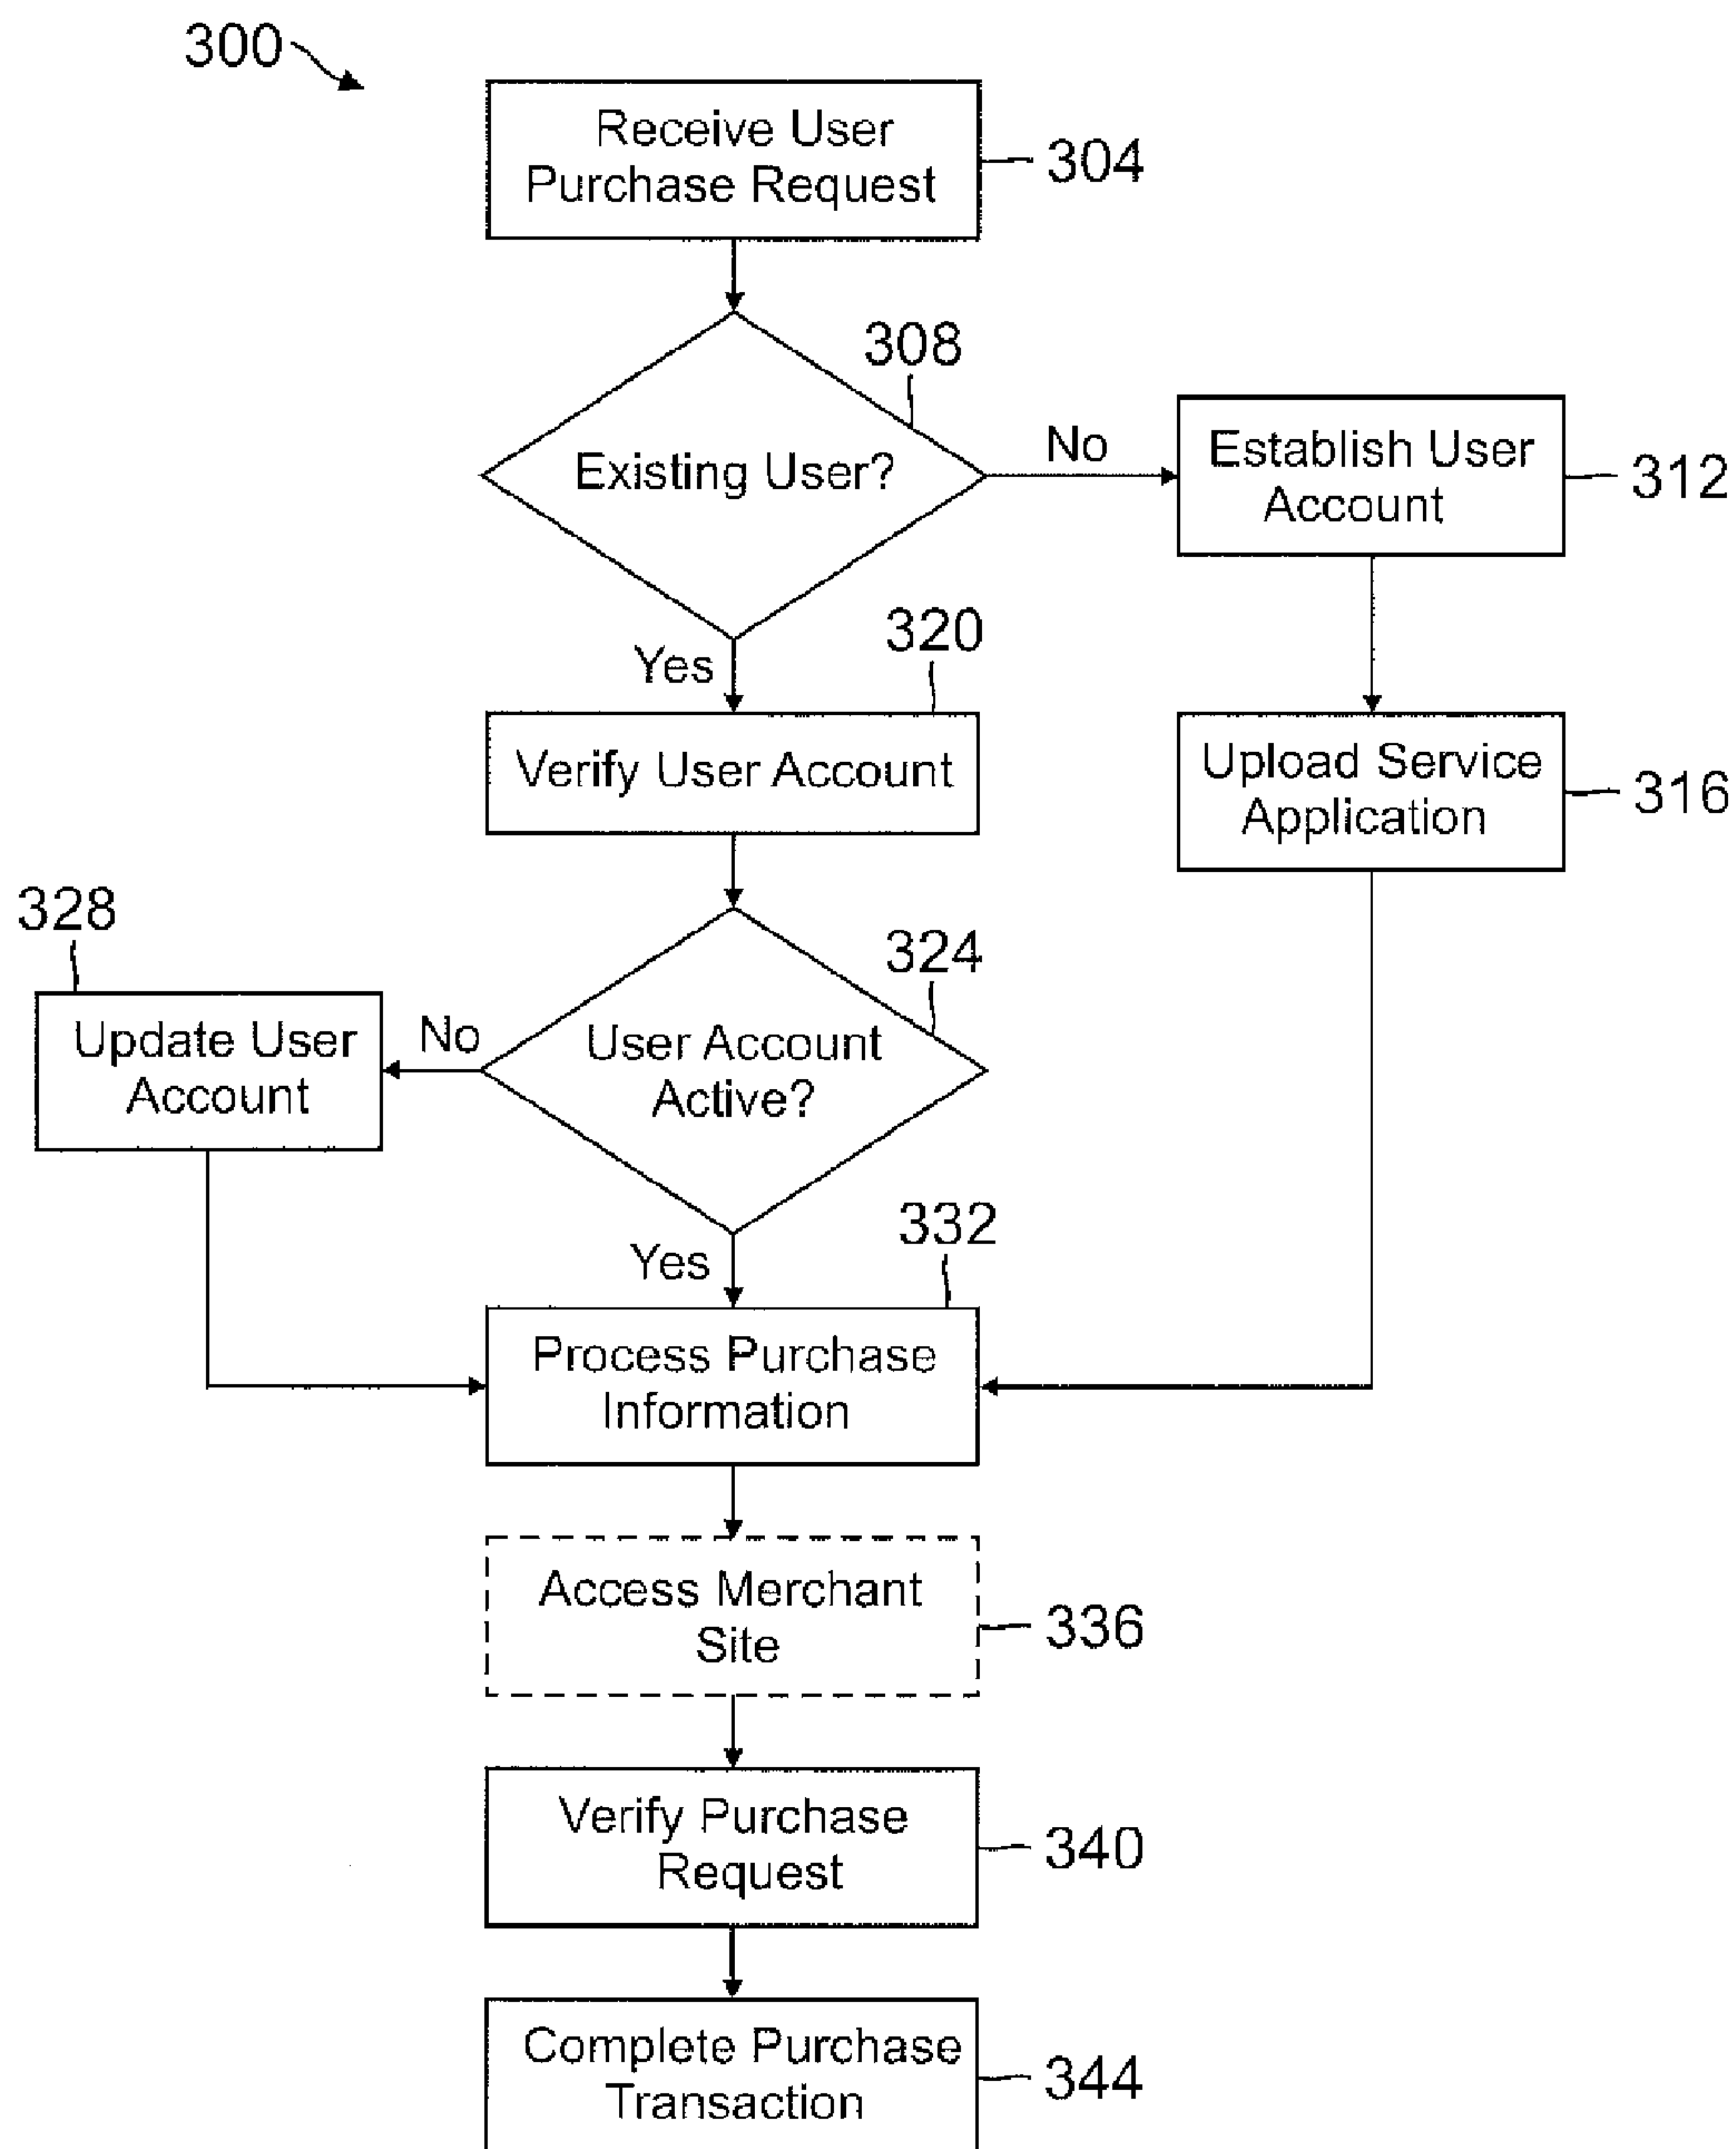 300
Receive User
Purchase Request
304
308
Existing User?
No
Establish User
Account
312
Yes
320
Verify User Account
Upload Service
Application
316
328
324
Update User
Account
No
User Account
Active?
Yes
332
Process Purchase
Information
Access Merchant
Site
336
Verify Purchase
Request
340
Complete Purchase
Transaction
344